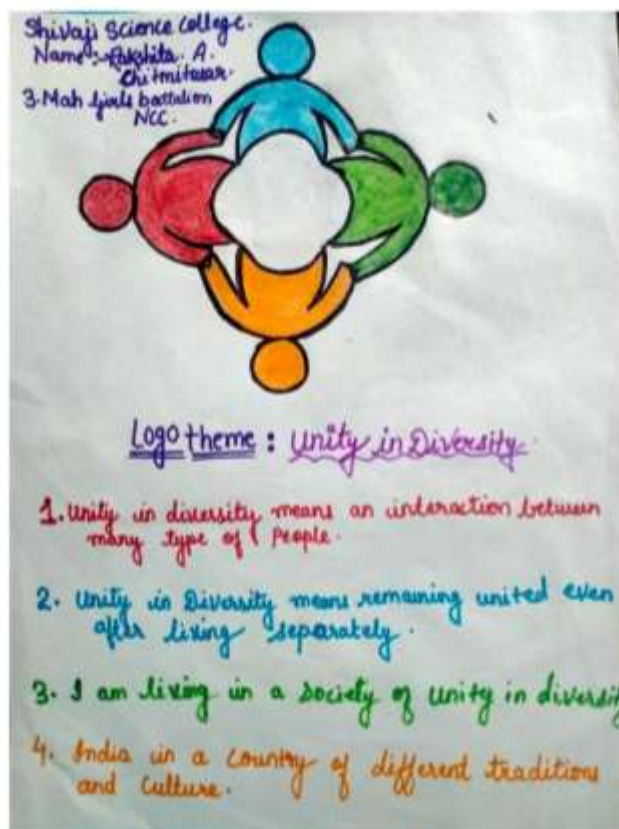 Shivaji Science College.
Name :- Rakshita. A.
Chitmitwar.
3. Mah Girls battalion
NCC.
Logo theme : Unity in Diversity.
1. Unity in diversity means an interaction between
many type of People.
2. Unity in Diversity means remaining united even
after living separately.
3. I am living in a society of unity in diversity
4. India in a country of different traditions
and Culture.